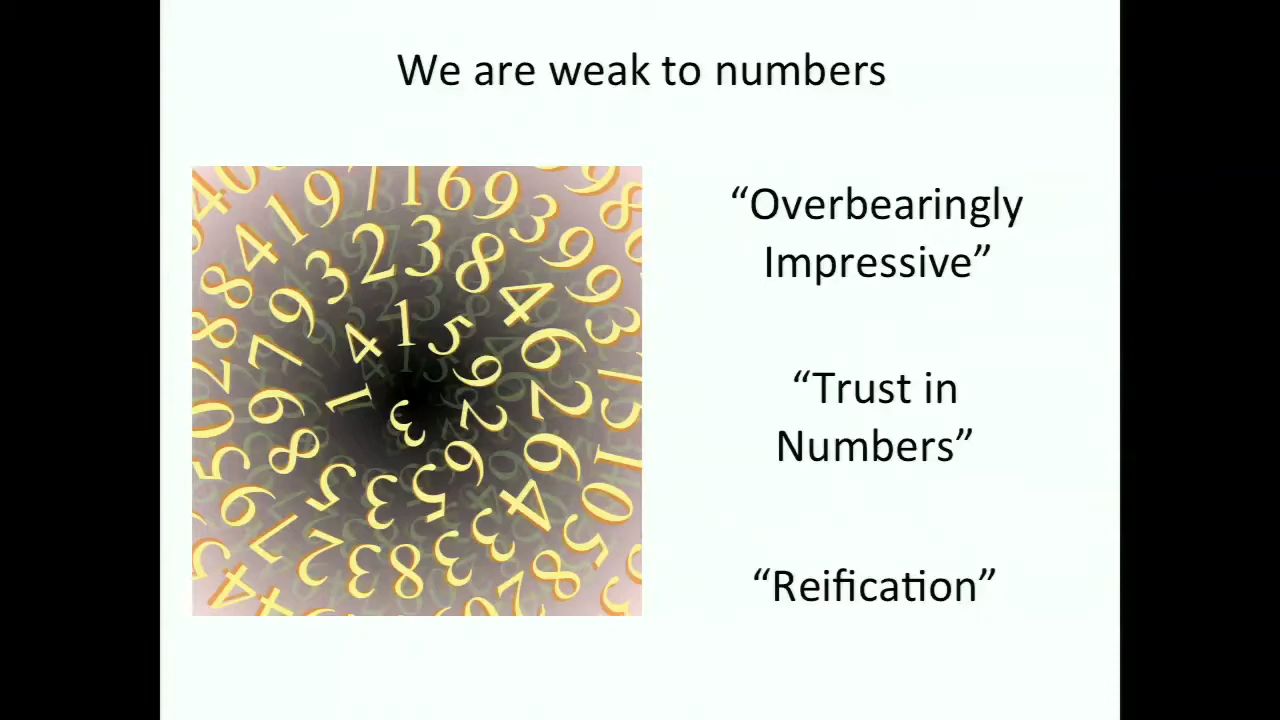 We are weak to numbers
“Overbearingly
Impressive”
“Trust in
Numbers”
“Reification”